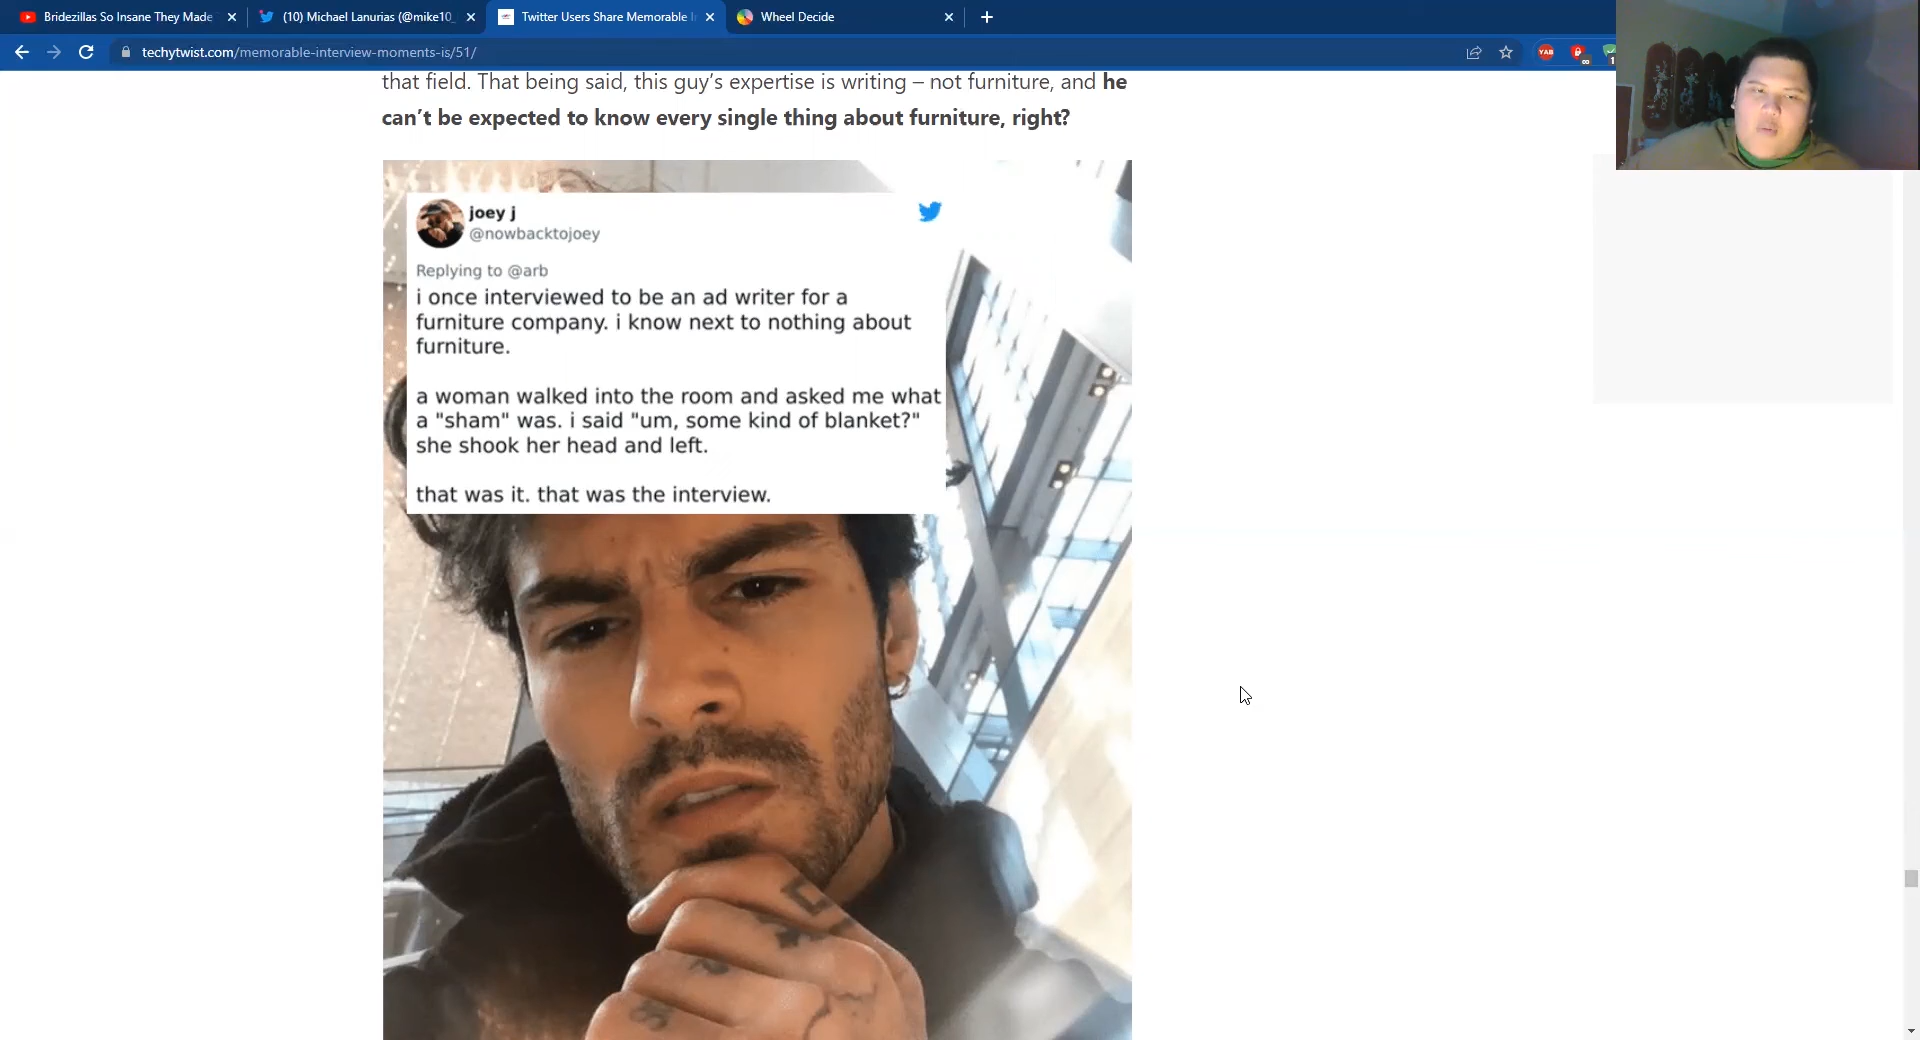 Bridezillas So Insane They Made
(10) Michael Lanurias (@mike10_
Twitter Users Share Memorable I
Wheel Decide
techytwist.com/memorable-interview-moments-is/51/
YAB
1
that field. That being said, this guy’s expertise is writing – not furniture, and he
can’t be expected to know every single thing about furniture, right?
joey j
@nowbacktojoey
Replying to @arb
i once interviewed to be an ad writer for a
furniture company. i know next to nothing about
furniture.
a woman walked into the room and asked me what
a "sham" was. i said "um, some kind of blanket?"
she shook her head and left.
that was it. that was the interview.